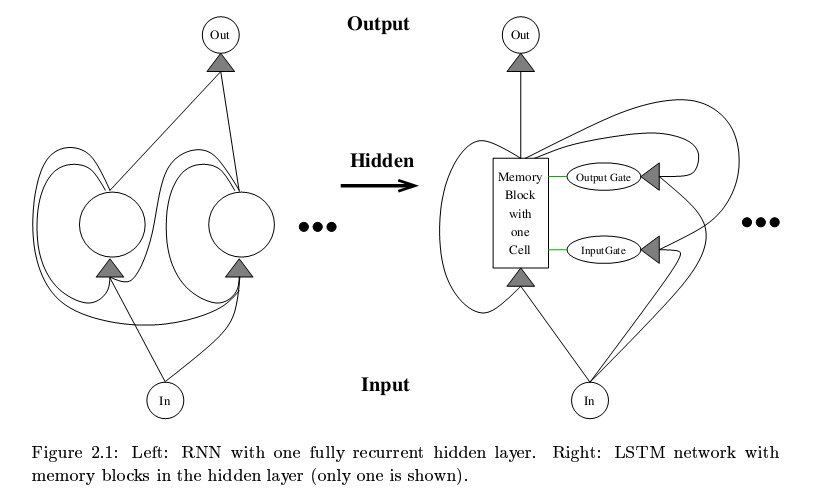 Out
Output
Out
Hidden
Memory
Block
with
one
Cell
Output Gate
InputGate
Input
In
In
Figure 2.1: Left: RNN with one fully recurrent hidden layer. Right: LSTM network with
memory blocks in the hidden layer (only one is shown).